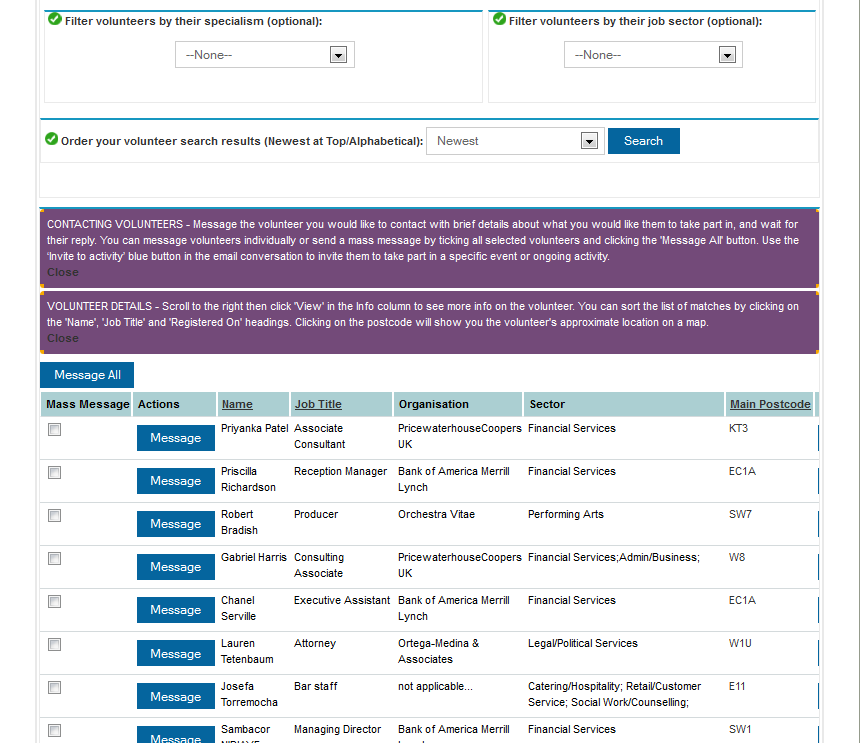 Filter volunteers by their specialism (optional):
Filter volunteers by their job sector (optional):
--None--
--None--
Order your volunteer search results (Newest at Top/Alphabetical):
Newest
Search
CONTACTING VOLUNTEERS - Message the volunteer you would like to contact with brief details about what you would like them to take part in, and wait for
their reply. You can message volunteers individually or send a mass message by ticking all selected volunteers and clicking the 'Message All' button. Use the
'Invite to activity' blue button in the email conversation to invite them to take part in a specific event or ongoing activity.
Close
VOLUNTEER DETAILS - Scroll to the right then click 'View' in the Info column to see more info on the volunteer. You can sort the list of matches by clicking on
the 'Name', 'Job Title' and 'Registered On' headings. Clicking on the postcode will show you the volunteer's approximate location on a map.
Close
Message All
Mass Message Actions Name Job Title Organisation Sector Main Postcode
Message Priyanka Patel Associate PricewaterhouseCoopers Financial Services KT3
Consultant UK
Message Priscilla Reception Manager Bank of America Merrill Financial Services EC1A
Richardson Lynch
Message Robert Producer Orchestra Vitae Performing Arts SW7
Bradish
Message Gabriel Harris Consulting PricewaterhouseCoopers Financial Services;Admin/Business; W8
Associate UK
Message Chanel Executive Assistant Bank of America Merrill Financial Services EC1A
Serville Lynch
Message Lauren Attorney Ortega-Medina & Legal/Political Services W1U
Tetenbaum Associates
Message Josefa Bar staff not applicable... Catering/Hospitality; Retail/Customer E11
Torremocha Service; Social Work/Counselling;
Message Sambacor Managing Director Bank of America Merrill Financial Services SW1